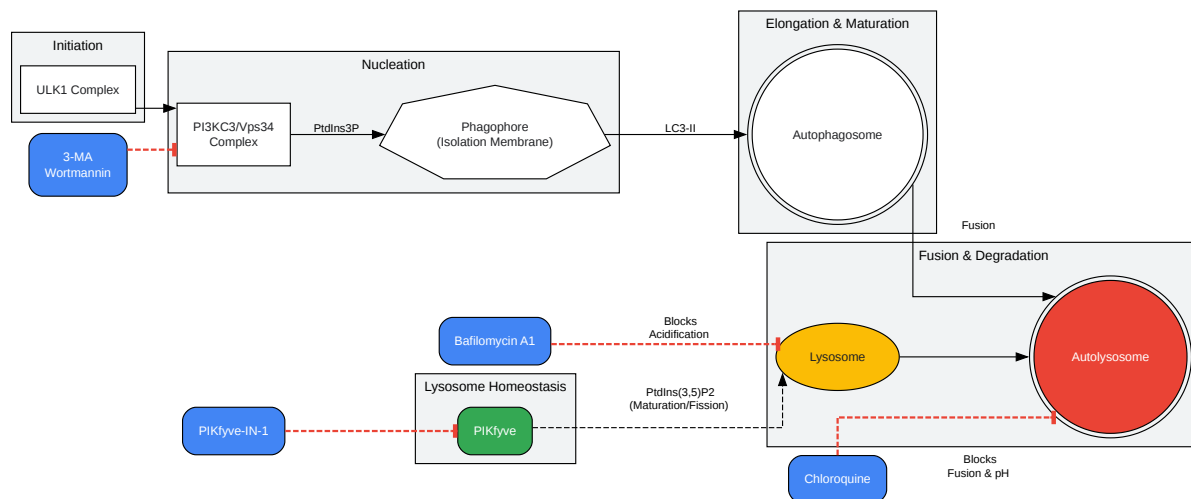 Initiation
ULK1 Complex
3-MA
Wortmannin
Nucleation
PI3KC3/Vps34
Complex
PtdIns3P
Phagophore
(Isolation Membrane)
LC3-II
Elongation & Maturation
Autophagosome
Fusion
Fusion & Degradation
Bafilomycin A1
Blocks
Acidification
Lysosome
Autolysosome
Lysosome Homeostasis
PIKfyve-IN-1
PIKfyve
PtdIns(3,5)P2
(Maturation/Fission)
Chloroquine
Blocks
Fusion & pH